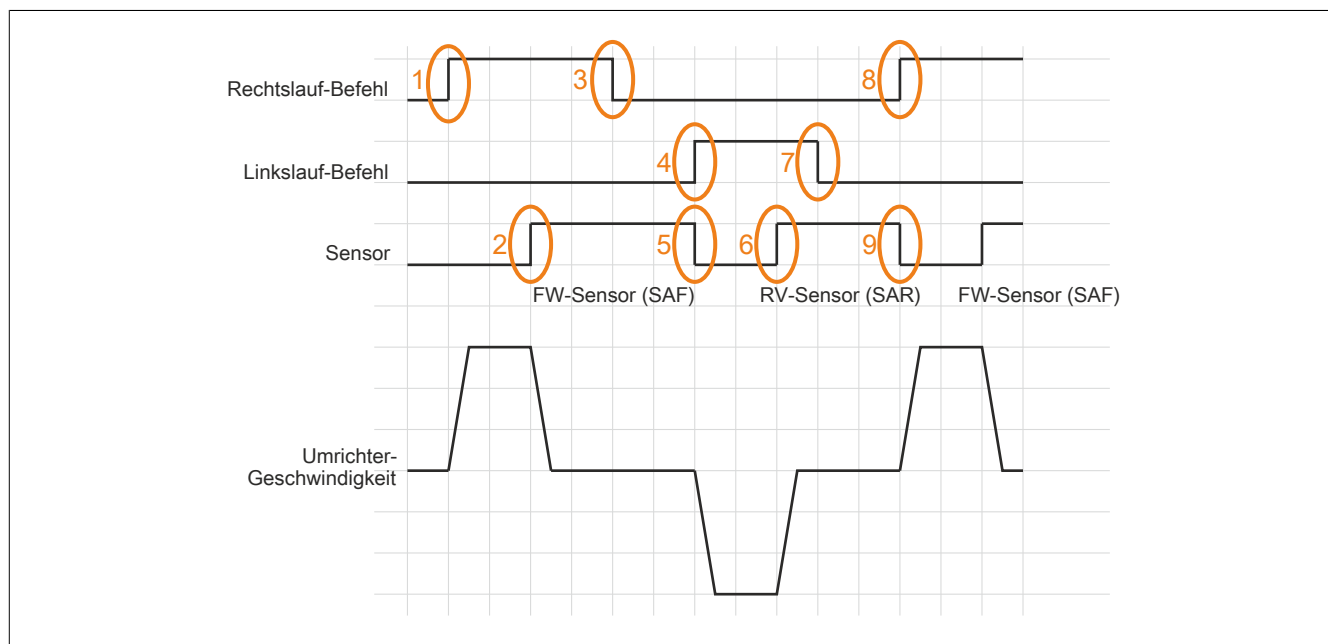 1
3
8
Rechtslauf-Befehl
4
7
Linkslauf-Befehl
2
5
6
9
Sensor
FW-Sensor (SAF)
RV-Sensor (SAR)
FW-Sensor (SAF)
Umrichter-
Geschwindigkeit